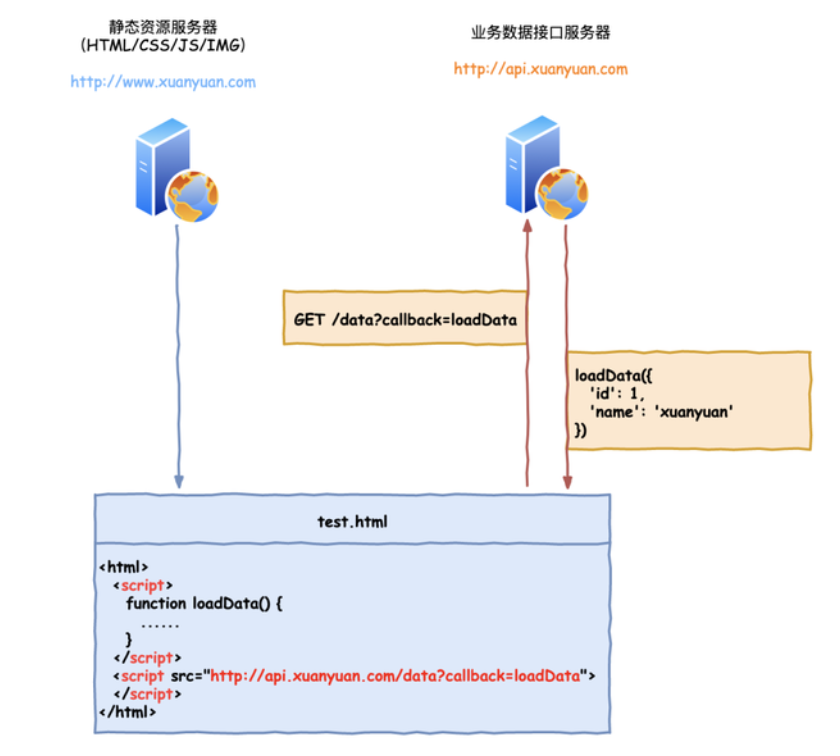 静态资源服务器
(HTML/CSS/JS/IMG)
http://www.xuanyuan.com
业务数据接口服务器
http://api.xuanyuan.com
GET /data?callback=loadData
loadData({
'id': 1,
'name': 'xuanyuan'
})
test.html
<html>
<script>
function loadData() {
......
}
</script>
<script src="http://api.xuanyuan.com/data?callback=loadData">
</script>
</html>